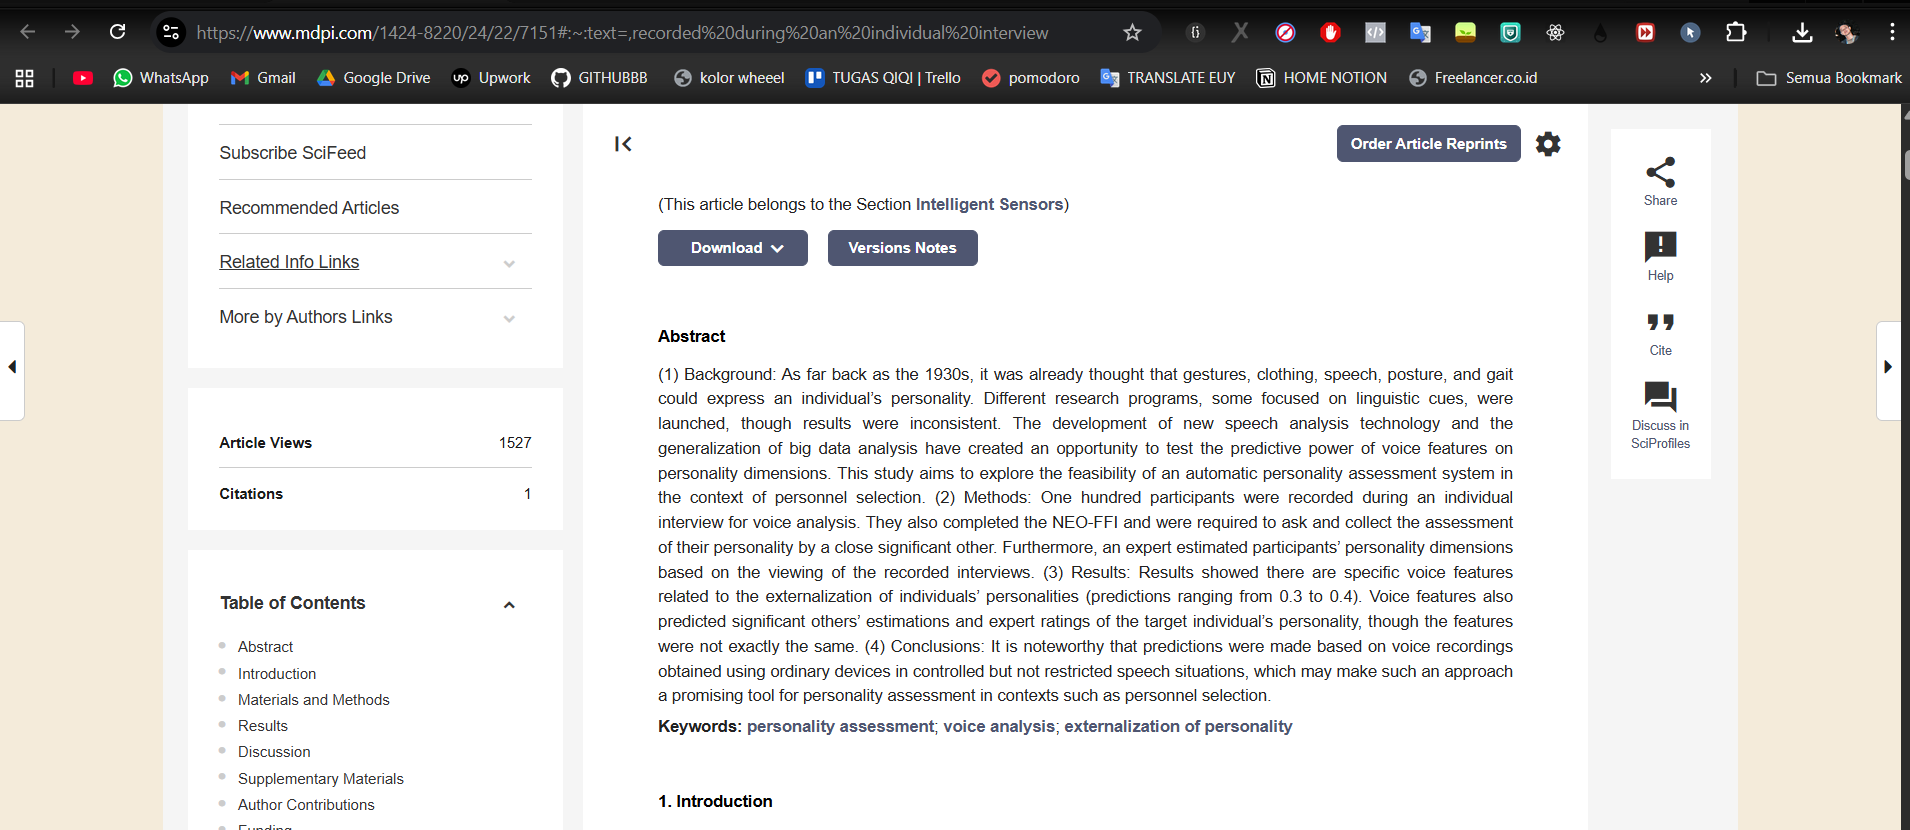 https://www.mdpi.com/1424-8220/24/22/7151#:~:text=,recorded%20during%20an%20individual%20interview
WhatsApp
Gmail
Google Drive
Upwork
GITHUBBB
kolor wheeel
TUGAS QIQI | Trello
pomodoro
TRANSLATE EUY
HOME NOTION
Freelancer.co.id
»
Semua Bookmark
Subscribe SciFeed
Recommended Articles
Related Info Links
More by Authors Links
Article Views 1527
Citations 1
Table of Contents
Abstract
Introduction
Materials and Methods
Results
Discussion
Supplementary Materials
Author Contributions
Funding
Order Article Reprints
(This article belongs to the Section Intelligent Sensors)
Download
Versions Notes
Abstract
(1) Background: As far back as the 1930s, it was already thought that gestures, clothing, speech, posture, and gait
could express an individual's personality. Different research programs, some focused on linguistic cues, were
launched, though results were inconsistent. The development of new speech analysis technology and the
generalization of big data analysis have created an opportunity to test the predictive power of voice features on
personality dimensions. This study aims to explore the feasibility of an automatic personality assessment system in
the context of personnel selection. (2) Methods: One hundred participants were recorded during an individual
interview for voice analysis. They also completed the NEO-FFI and were required to ask and collect the assessment
of their personality by a close significant other. Furthermore, an expert estimated participants' personality dimensions
based on the viewing of the recorded interviews. (3) Results: Results showed there are specific voice features
related to the externalization of individuals' personalities (predictions ranging from 0.3 to 0.4). Voice features also
predicted significant others' estimations and expert ratings of the target individual's personality, though the features
were not exactly the same. (4) Conclusions: It is noteworthy that predictions were made based on voice recordings
obtained using ordinary devices in controlled but not restricted speech situations, which may make such an approach
a promising tool for personality assessment in contexts such as personnel selection.
Keywords: personality assessment; voice analysis; externalization of personality
1. Introduction
Share
Help
Cite
Discuss in
SciProfiles